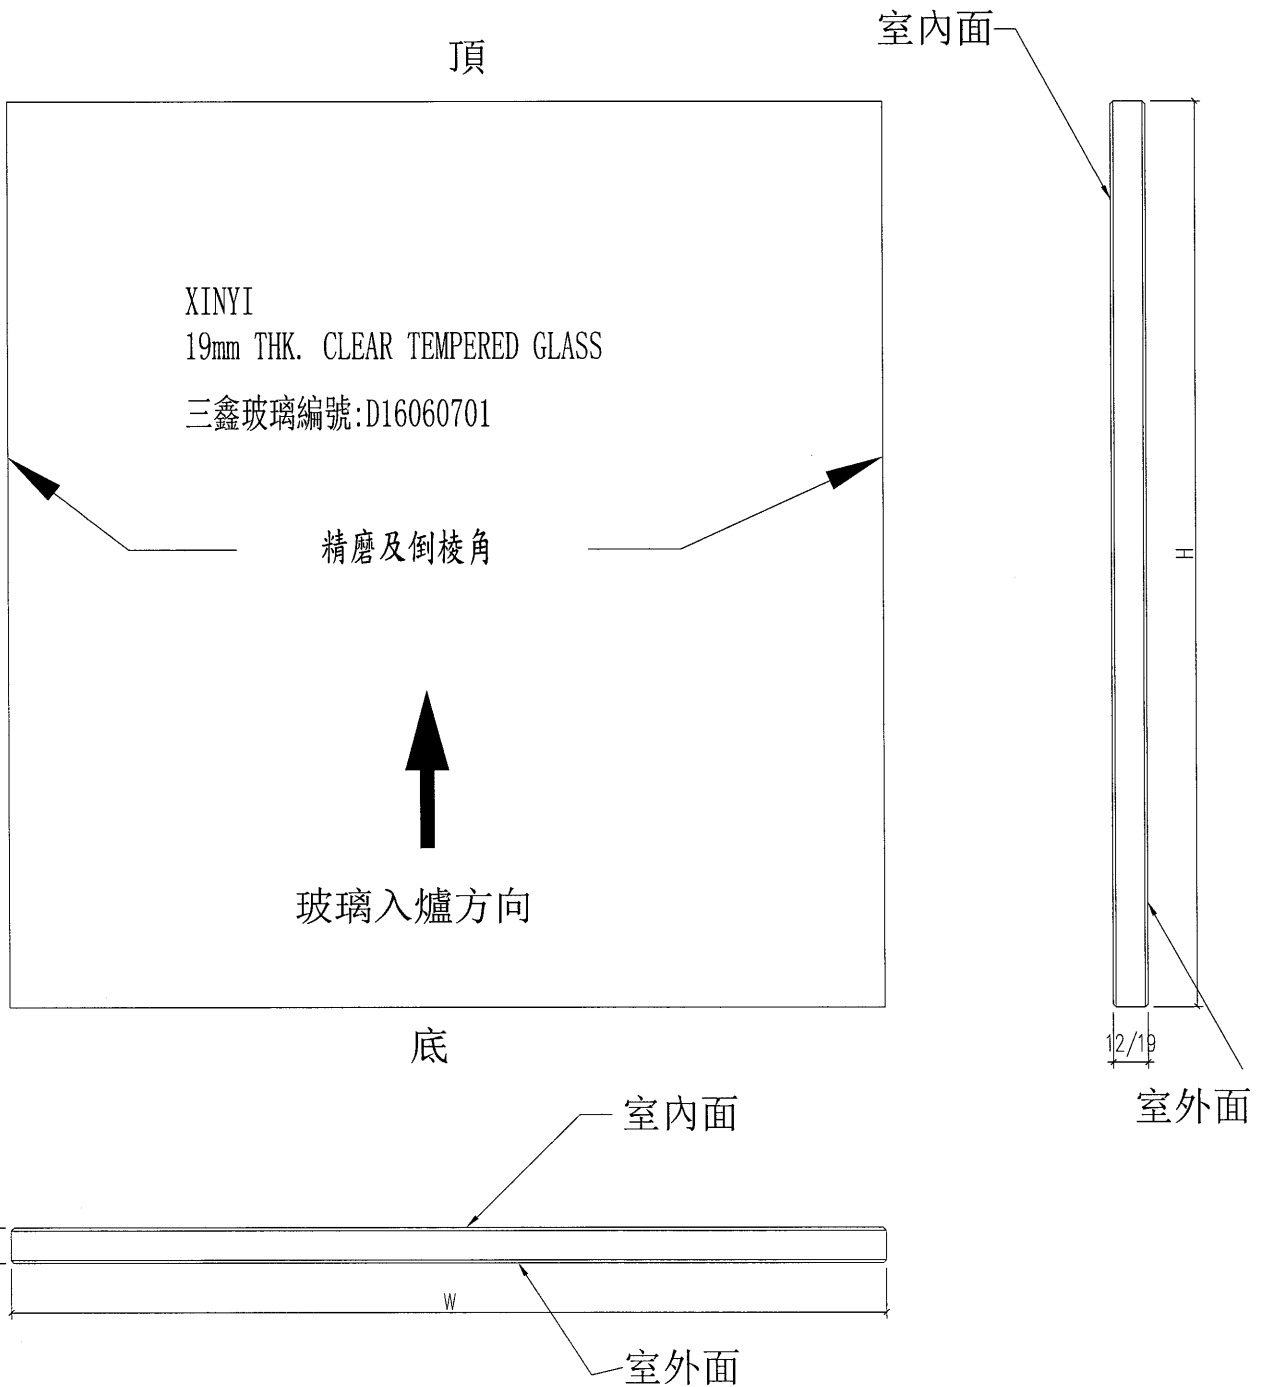 頂
室內面
XINYI
19mm THK. CLEAR TEMPERED GLASS
三鑫玻璃編號:D16060701
精磨及倒棱角
H
玻璃入爐方向
底
12/19
室外面
室內面
W
室外面